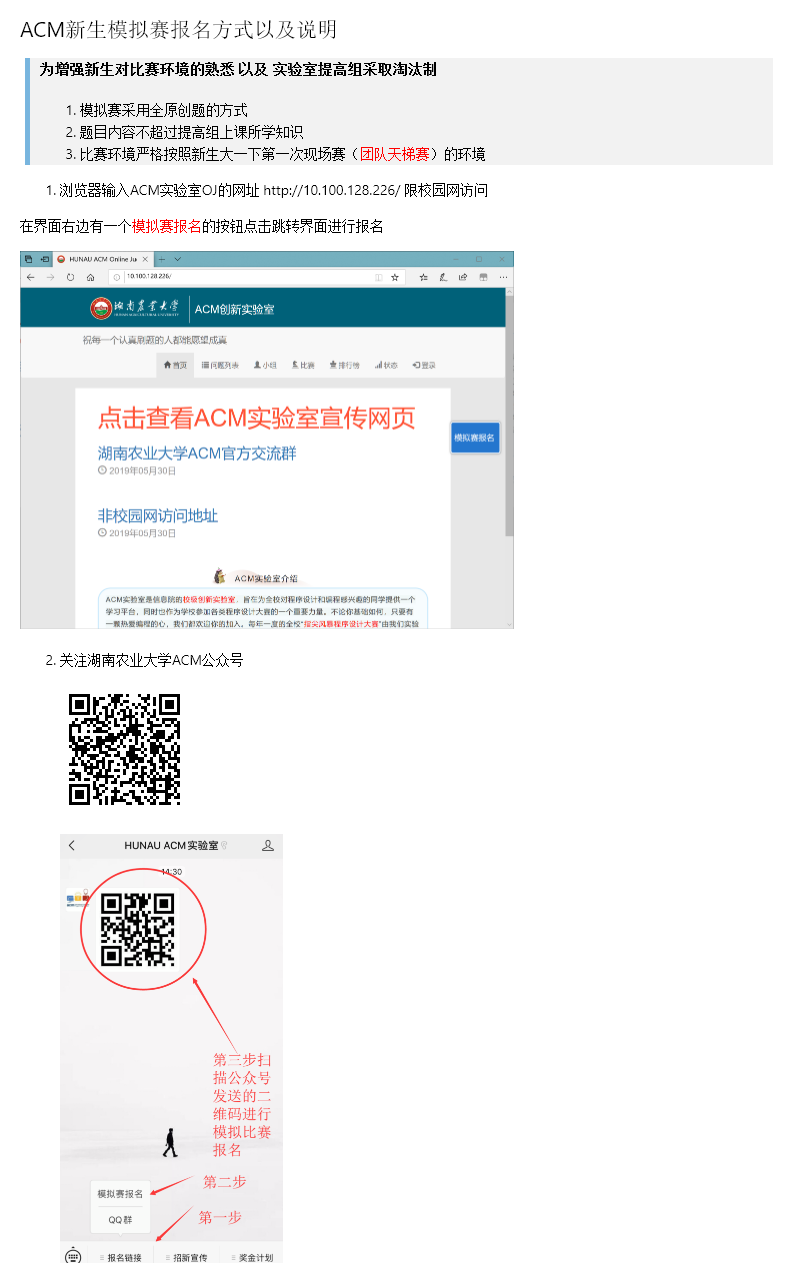 ACM新生模拟赛报名方式以及说明
为增强新生对比赛环境的熟悉 以及 实验室提高组采取淘汰制
1. 模拟赛采用全原创题的方式
2. 题目内容不超过提高组上课所学知识
3. 比赛环境严格按照新生大一下第一次现场赛（团队天梯赛）的环境
1. 浏览器输入ACM实验室OJ的网址 http://10.100.128.226/ 限校园网访问
在界面右边有一个模拟赛报名的按钮点击跳转界面进行报名
HUNAU ACM Online Ju
10.100.128.226/
湖南农业大学
ACM创新实验室
祝每一个认真刷题的人都能愿望成真
首页 问题列表 小组 比赛 排行榜 状态 登录
点击查看ACM实验室宣传网页
模拟赛报名
湖南农业大学ACM官方交流群
2019年05月30日
非校园网访问地址
2019年05月30日
ACM实验室介绍
ACM实验室是信息院的校级创新实验室，旨在为全校对程序设计和编程感兴趣的同学提供一个
学习平台，同时也作为学校参加各类程序设计大赛的一个重要力量。不论你基础如何，只要有
一颗热爱编程的心，我们都欢迎你的加入。每年一度的全校“指尖风暴程序设计大赛”由我们实验
2. 关注湖南农业大学ACM公众号
HUNAU ACM实验室
14:30
第三步扫
描公众号
发送的二
维码进行
模拟比赛
报名
第二步
模拟赛报名
第一步
QQ群
报名链接 招新宣传 奖金计划